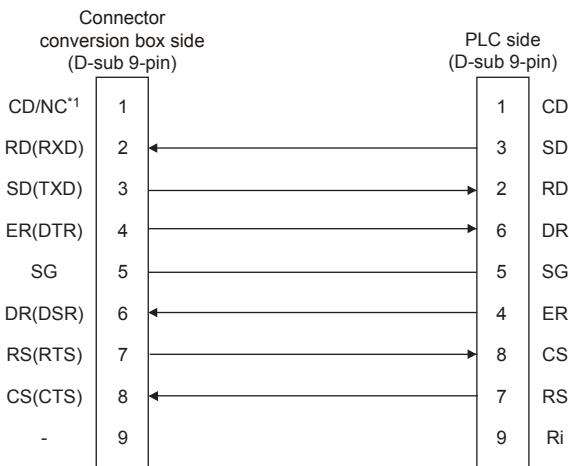 Connector
conversion box side
(D-sub 9-pin)
PLC side
(D-sub 9-pin)
CD/NC*1 1 1 CD
RD(RXD) 2 3 SD
SD(TXD) 3 2 RD
ER(DTR) 4 6 DR
SG 5 5 SG
DR(DSR) 6 4 ER
RS(RTS) 7 8 CS
CS(CTS) 8 7 RS
- 9 9 Ri